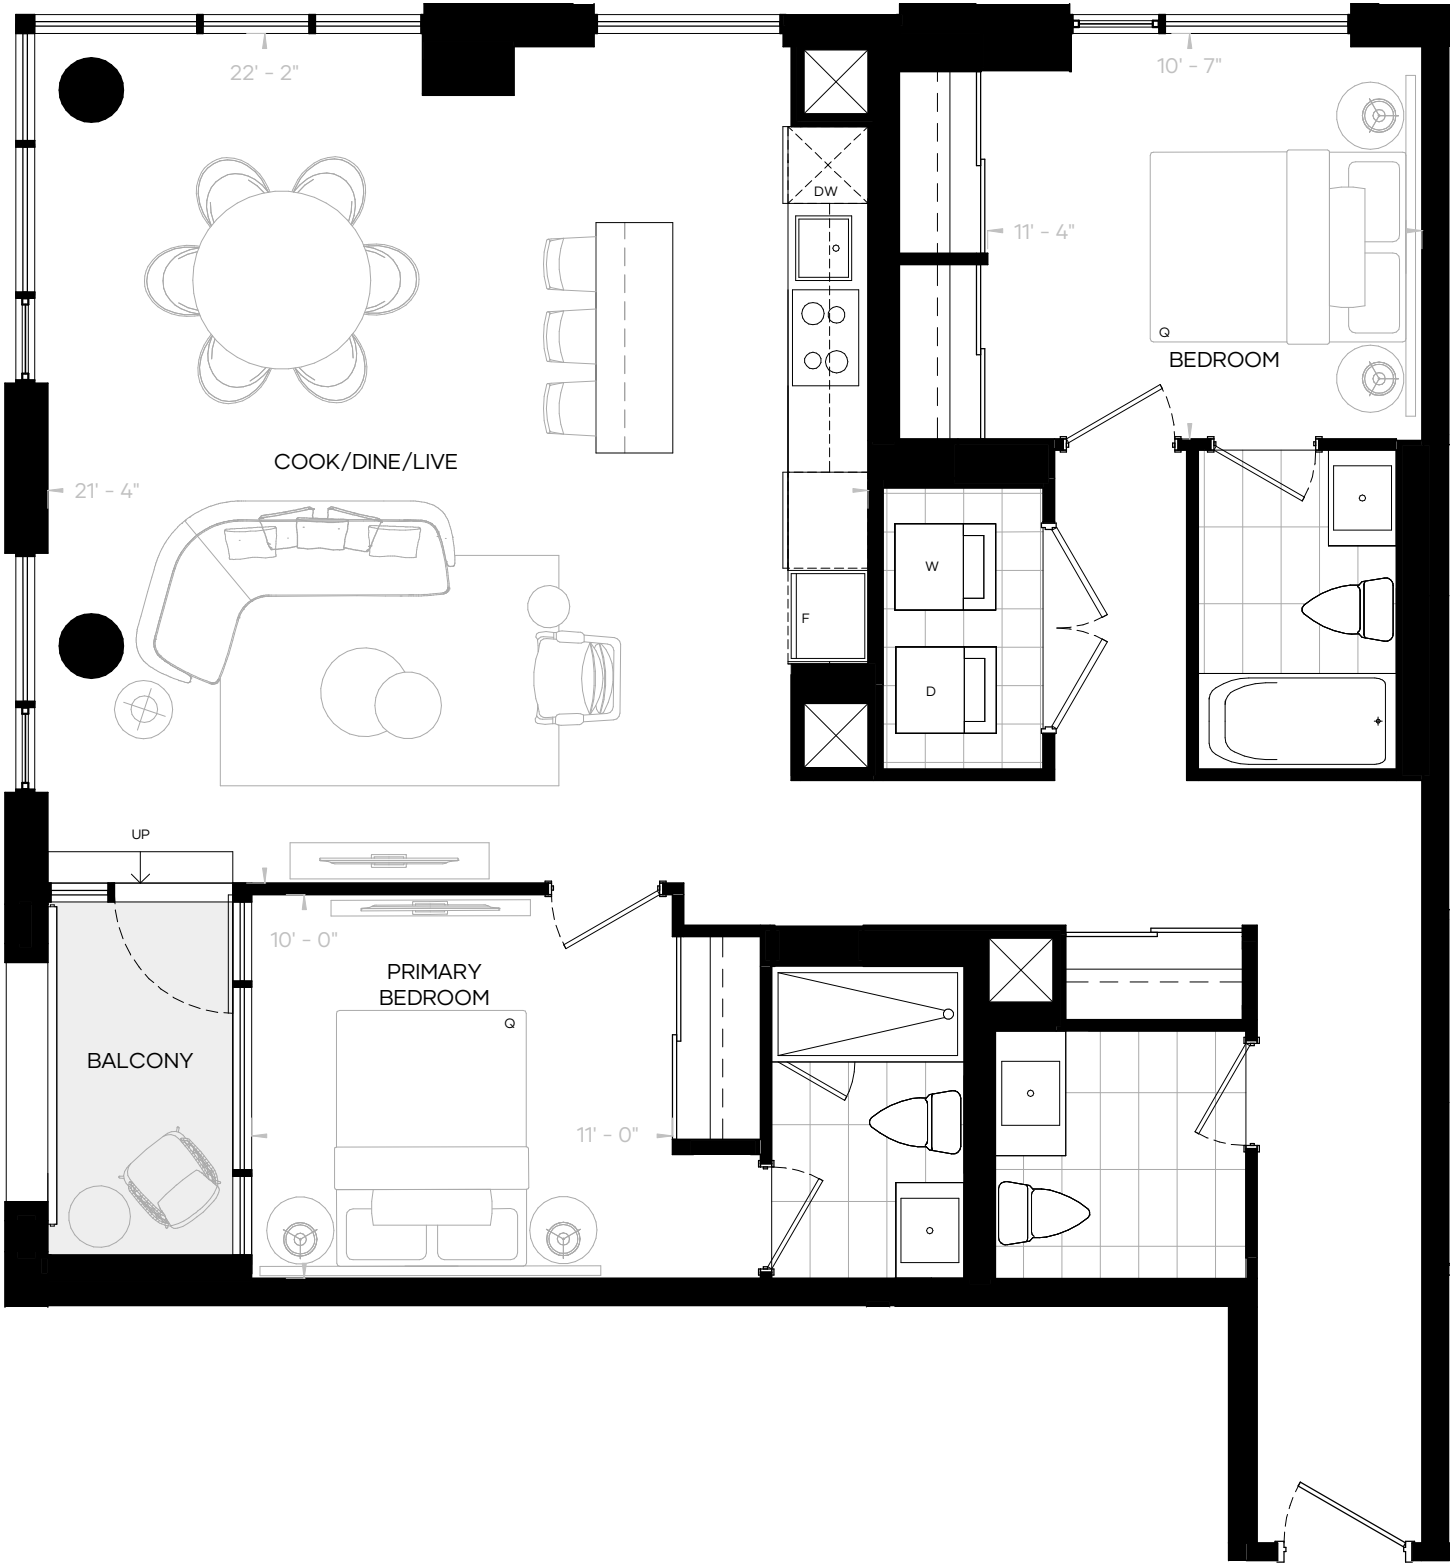 22' - 2"
10' - 7"
DW
11' - 4"
Q
BEDROOM
COOK/DINE/LIVE
21' - 4"
W
F
D
UP
10' - 0"
PRIMARY
BEDROOM
Q
BALCONY
11' - 0"